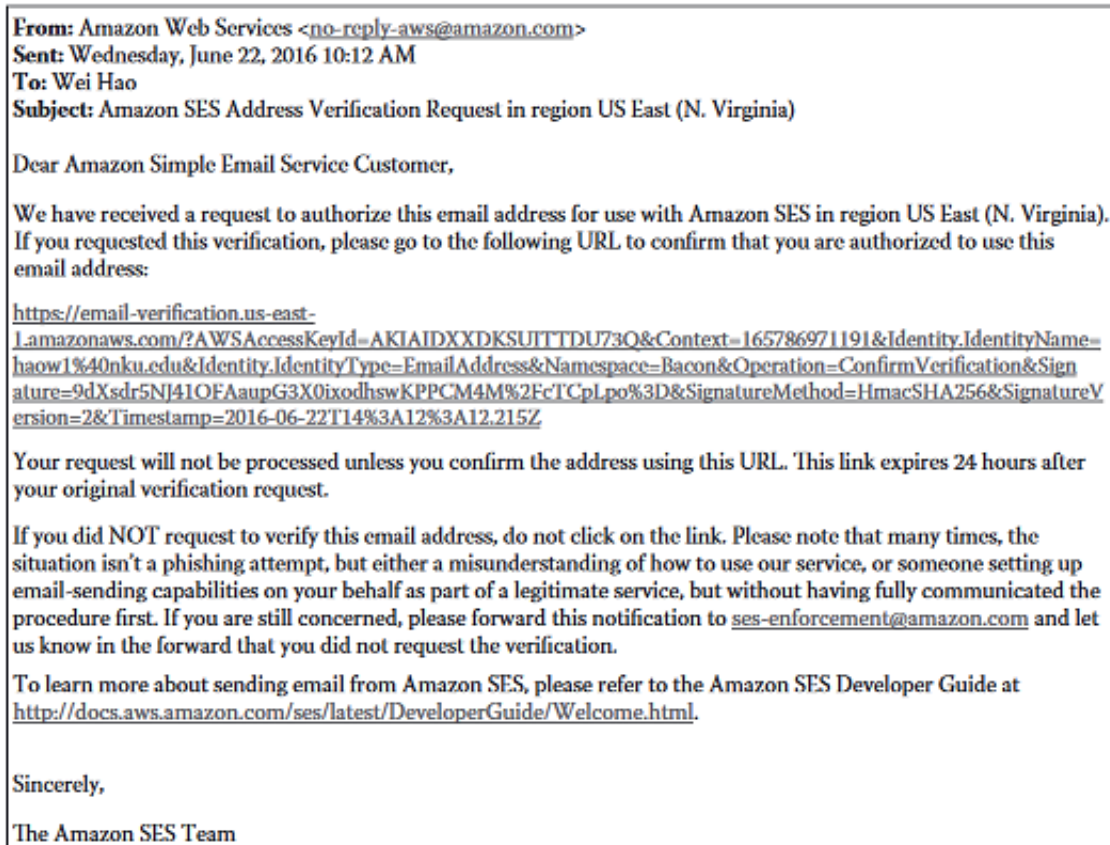 From: Amazon Web Services <no-reply-aws@amazon.com>
Sent: Wednesday, June 22, 2016 10:12 AM
To: Wei Hao
Subject: Amazon SES Address Verification Request in region US East (N. Virginia)
Dear Amazon Simple Email Service Customer,
We have received a request to authorize this email address for use with Amazon SES in region US East (N. Virginia).
If you requested this verification, please go to the following URL to confirm that you are authorized to use this
email address:
https://email-verification.us-east-
1.amazonaws.com/?AWSAccessKeyId=AKIAIDXXDKSUITTDU73Q&Context=165786971191&Identity.IdentityName=
haow1%40nku.edu&Identity.IdentityType=EmailAddress&Namespace=Bacon&Operation=ConfirmVerification&Sign
ature=9dXsdr5NJ41OFAaupG3X0ixodhswKPPCM4M%2FcTCpLpo%3D&SignatureMethod=HmacSHA256&SignatureV
ersion=2&Timestamp=2016-06-22T14%3A12%3A12.215Z
Your request will not be processed unless you confirm the address using this URL. This link expires 24 hours after
your original verification request.
If you did NOT request to verify this email address, do not click on the link. Please note that many times, the
situation isn't a phishing attempt, but either a misunderstanding of how to use our service, or someone setting up
email-sending capabilities on your behalf as part of a legitimate service, but without having fully communicated the
procedure first. If you are still concerned, please forward this notification to ses-enforcement@amazon.com and let
us know in the forward that you did not request the verification.
To learn more about sending email from Amazon SES, please refer to the Amazon SES Developer Guide at
http://docs.aws.amazon.com/ses/latest/DeveloperGuide/Welcome.html.
Sincerely,
The Amazon SES Team